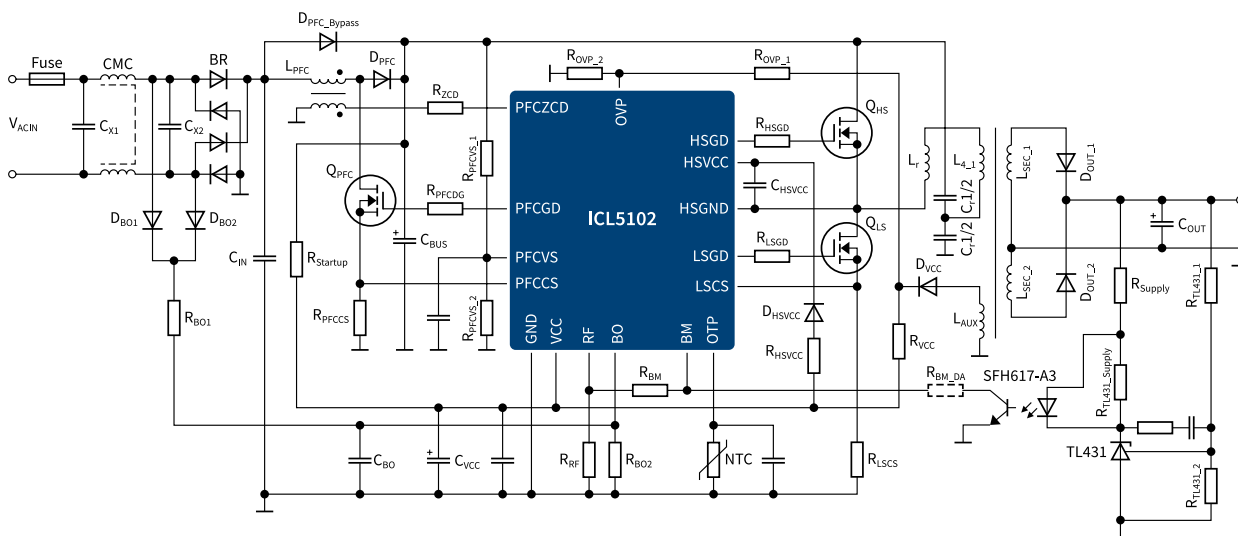 D_PFC_Bypass
Fuse
CMC
BR
L_PFC
D_PFC
R_OVP_2
R_OVP_1
R_ZCD
PFCZCD
OVP
Q_HS
V_ACIN
C_X1
C_X2
R_PFCVS_1
HSGD
R_HSGD
HSVCC
L_r
L_4_1
L_SEC_1
D_OUT_1
Q_PFC
C_HSVCC
C_r1/2
D_BO1
D_BO2
R_PFCDG
PFCGD
ICL5102
HSGND
Q_LS
C_OUT
C_IN
R_Startup
C_BUS
PFCVS
LSGD
R_LSGD
C_r1/2
D_VCC
L_SEC_2
D_OUT_2
R_Supply
R_TL431_1
PFCCS
LSCS
R_BO1
R_PFCCS
R_PFCVS_2
GND
VCC
RF
BO
BM
OTP
D_HSVCC
R_HSVCC
R_VCC
L_AUX
R_BM
R_BM_DA
SFH617-A3
R_TL431_Supply
C_BO
C_VCC
R_RF
R_BO2
NTC
R_LSCS
TL431
R_TL431_2